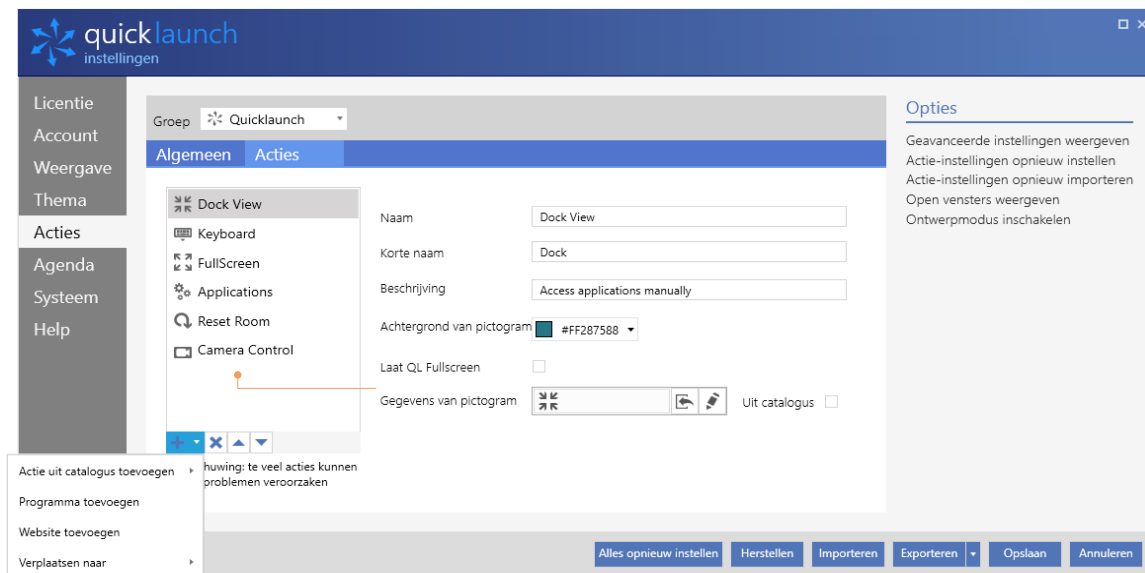 quicklaunch
instellingen
Licentie
Account
Weergave
Thema
Acties
Agenda
Systeem
Help
Groep Quicklaunch
Algemeen Acties
Dock View
Keyboard
FullScreen
Applications
Reset Room
Camera Control
Naam Dock View
Korte naam Dock
Beschrijving Access applications manually
Achtergrond van pictogram #FF287588
Laat QL Fullscreen
Gegevens van pictogram Uit catalogus
huwing: te veel acties kunnen
problemen veroorzaken
Actie uit catalogus toevoegen
Programma toevoegen
Website toevoegen
Verplaatsen naar
Opties
Geavanceerde instellingen weergeven
Actie-instellingen opnieuw instellen
Actie-instellingen opnieuw importeren
Open vensters weergeven
Ontwerpmodus inschakelen
Alles opnieuw instellen Herstellen Importeren Exporteren Opslaan Annuleren